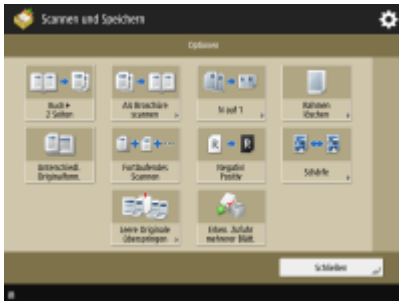 Scannen und Speichern
Optionen
Buch ▸
2 Seiten
Als Broschüre
scannen
N auf 1
Rahmen
löschen
Unterschiedl.
Originalform.
Fortlaufendes
Scannen
Negativ/
Positiv
Schärfe
Leere Originale
überspringen
Erken. Zufuhr
mehrerer Blätt.
Schließen